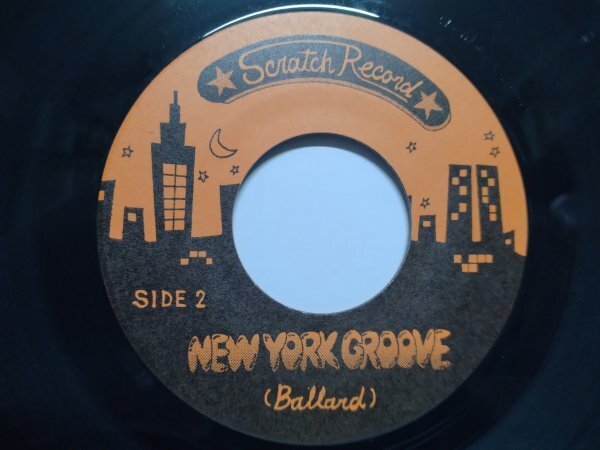 Scratch Record
SIDE 2
NEW YORK GROOVE
(Ballard)